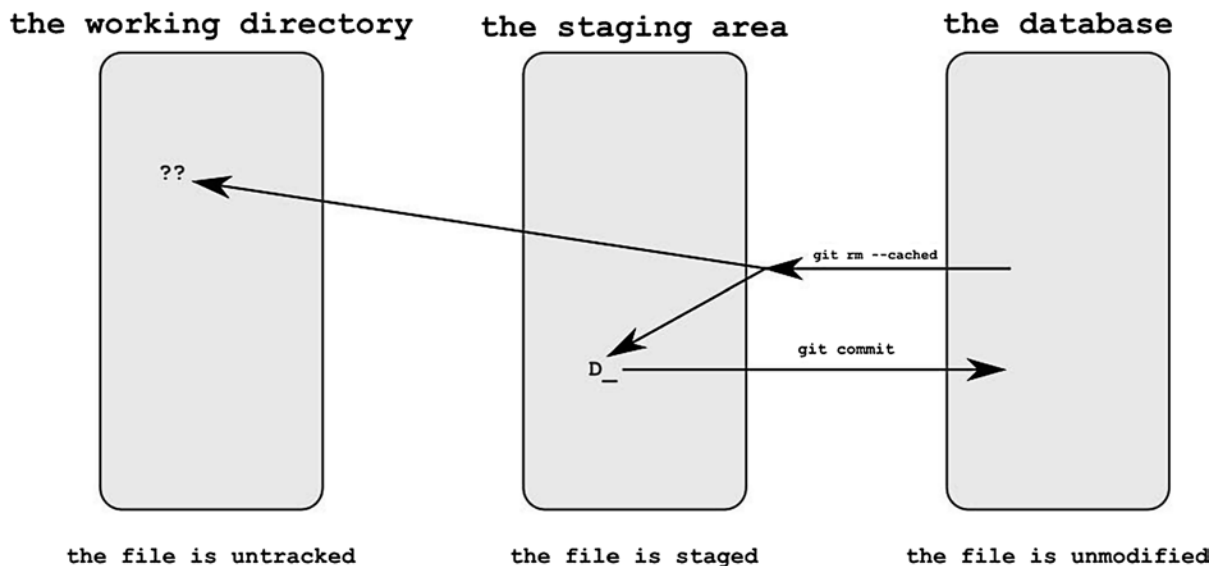 the working directory
the staging area
the database
??
git rm --cached
D_
git commit
the file is untracked
the file is staged
the file is unmodified